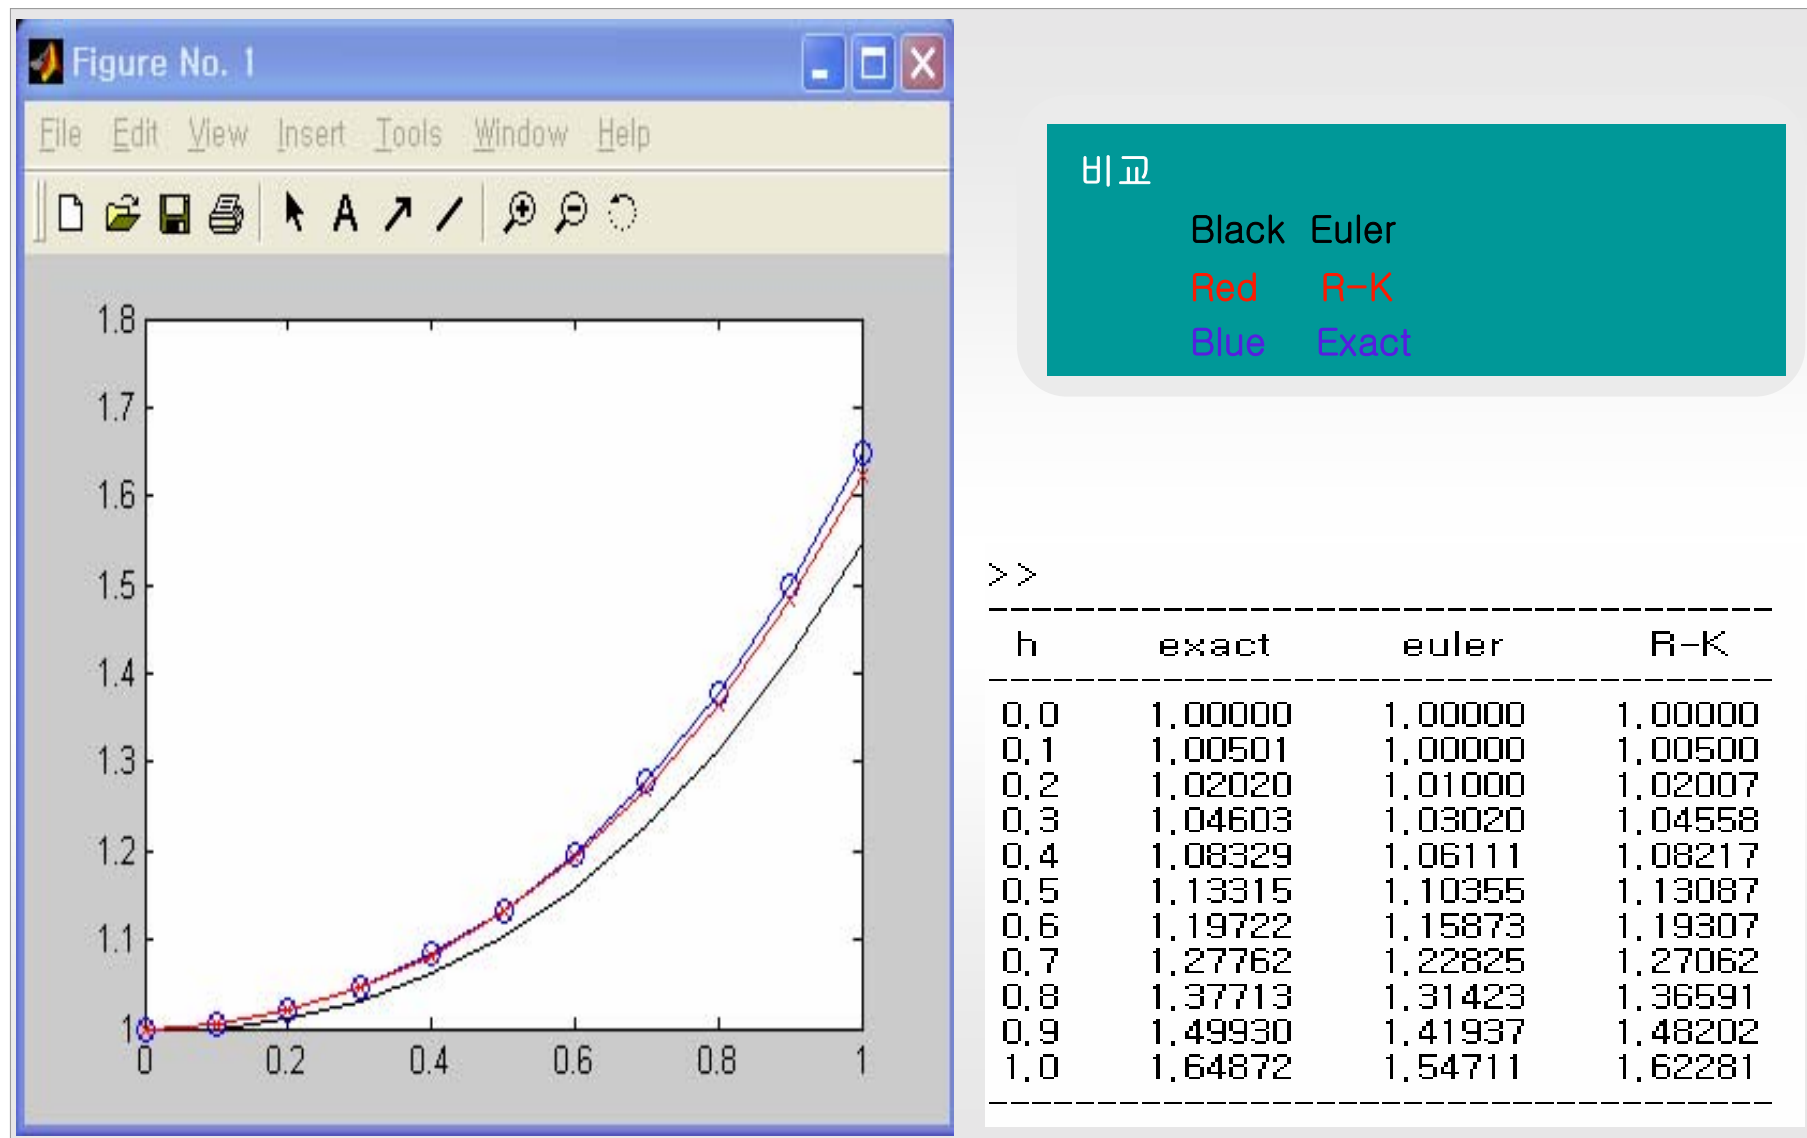 Figure No. 1
File Edit View Insert Tools Window Help
A
1.8
1.7
1.6
1.5
1.4
1.3
1.2
1.1
1
0 0.2 0.4 0.6 0.8 1
비교
Black Euler
Red R-K
Blue Exact
>>
h exact euler R-K
0.0 1.00000 1.00000 1.00000
0.1 1.00501 1.00000 1.00500
0.2 1.02020 1.01000 1.02007
0.3 1.04603 1.03020 1.04558
0.4 1.08329 1.06111 1.08217
0.5 1.13315 1.10355 1.13087
0.6 1.19722 1.15873 1.19307
0.7 1.27762 1.22825 1.27062
0.8 1.37713 1.31423 1.36591
0.9 1.49930 1.41937 1.48202
1.0 1.64872 1.54711 1.62281